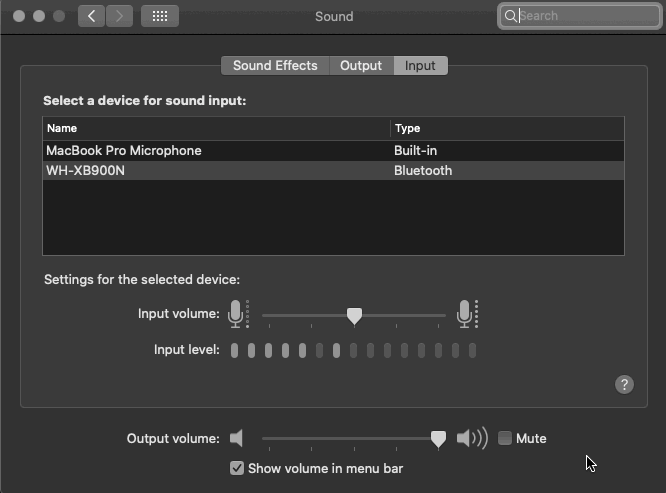 Sound
Search
Sound Effects Output Input
Select a device for sound input:
Name Type
MacBook Pro Microphone Built-in
WH-XB900N Bluetooth
Settings for the selected device:
Input volume:
Input level:
?
Output volume: Mute
Show volume in menu bar